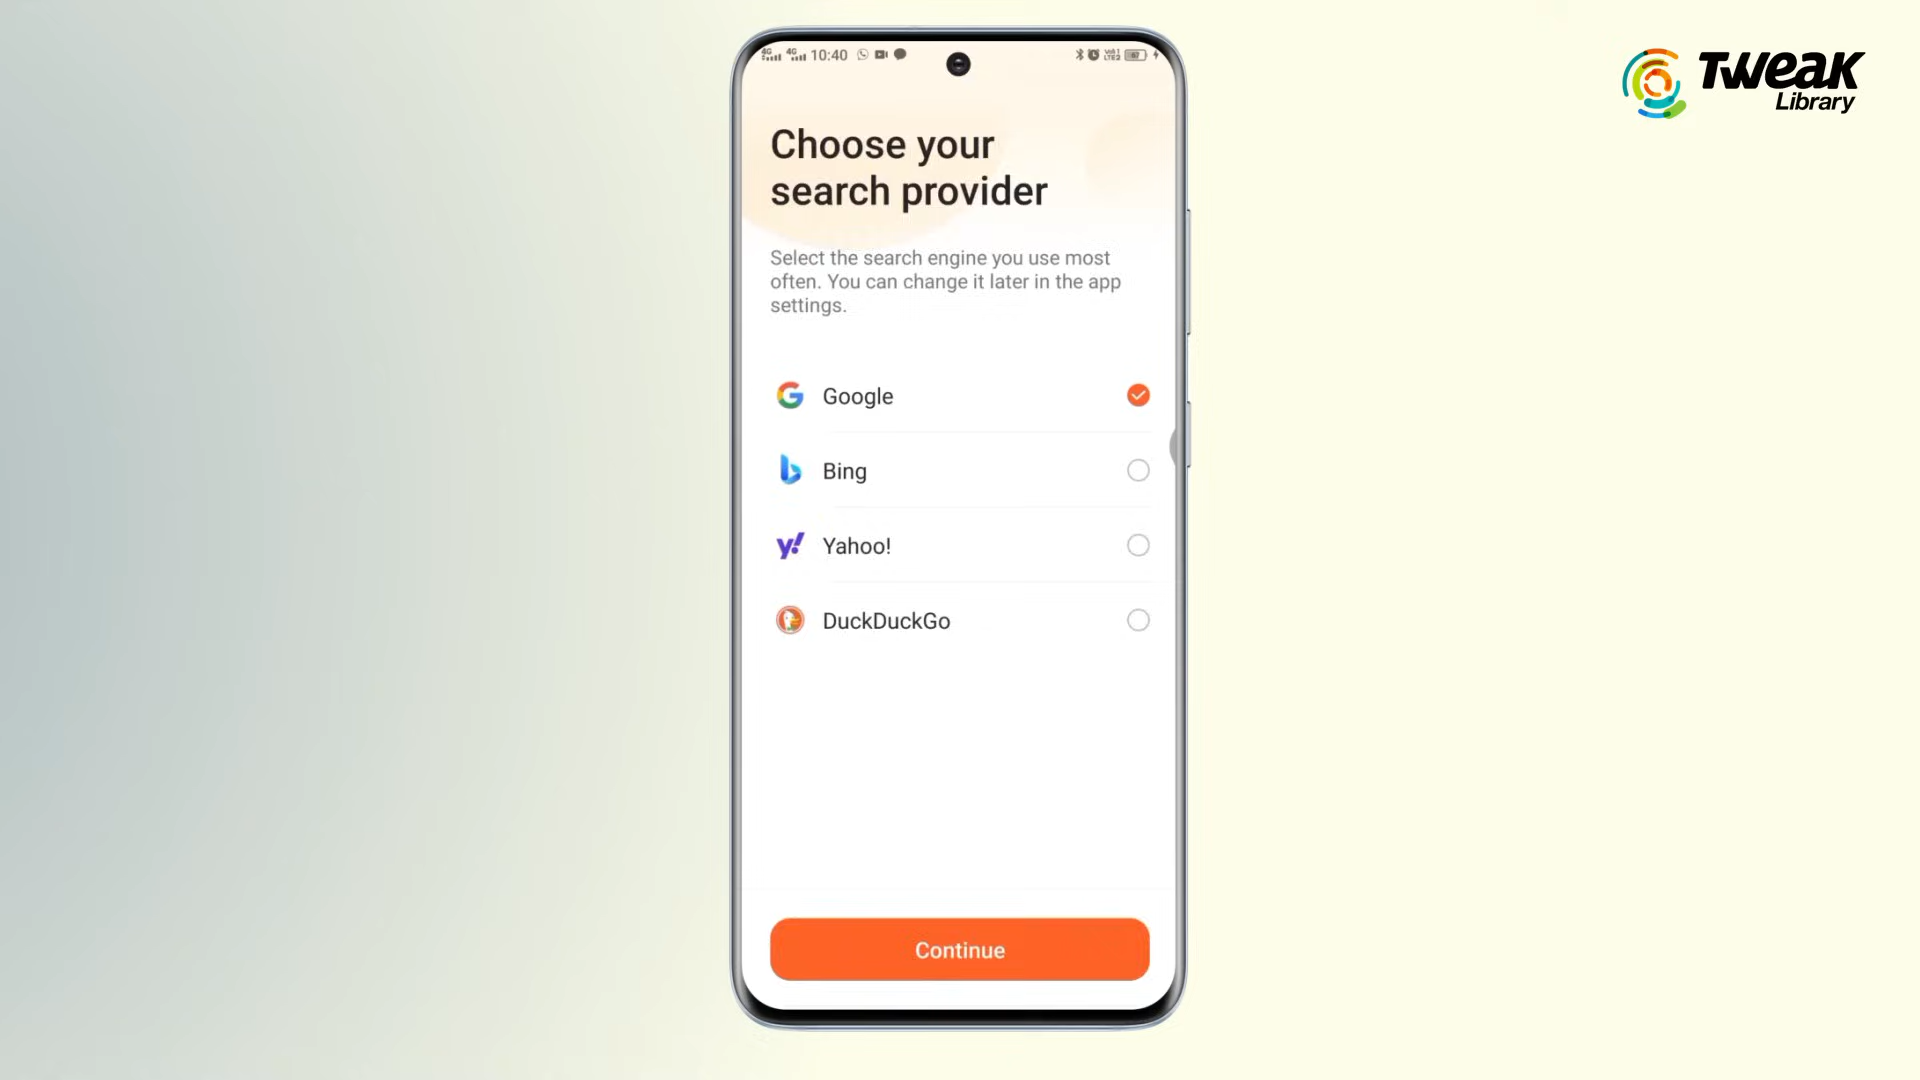 10:40
Tweak
Library
Choose your
search provider
Select the search engine you use most
often. You can change it later in the app
settings.
Google
Bing
Yahoo!
DuckDuckGo
Continue